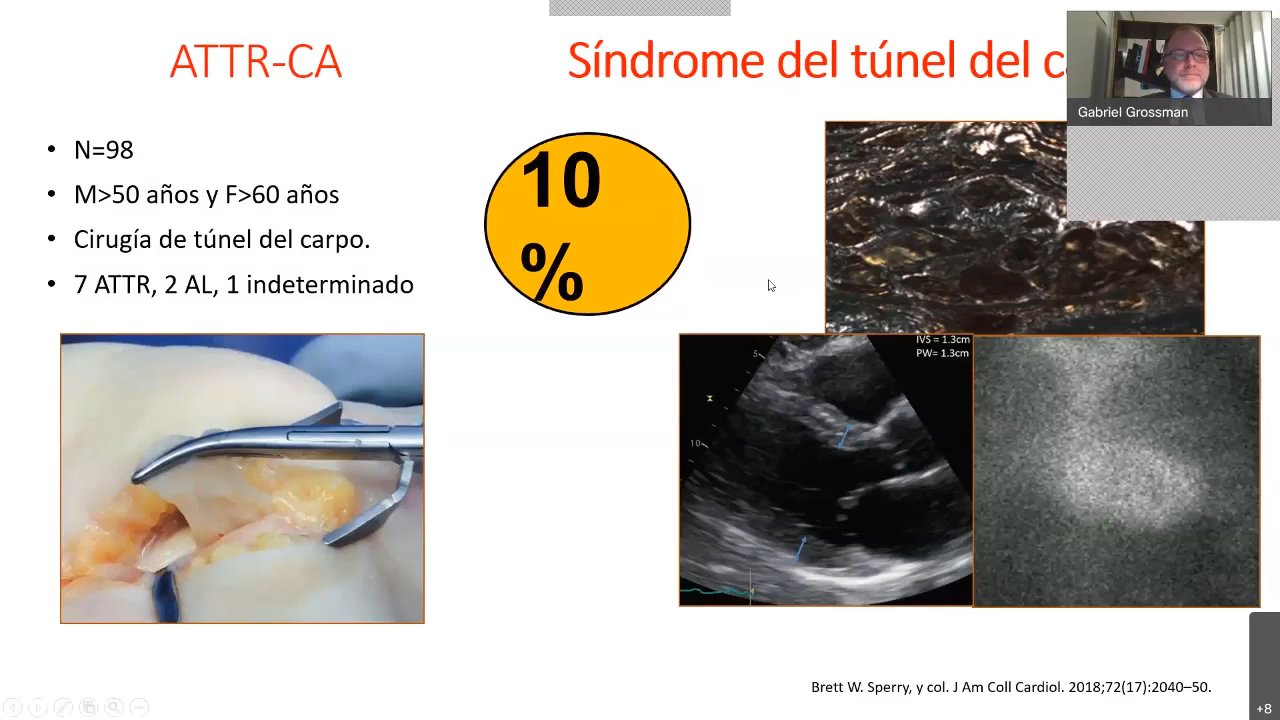 ATTR-CA
Síndrome del túnel del
Gabriel Grossman
• N=98
• M>50 años y F>60 años
• Cirugía de túnel del carpo.
• 7 ATTR, 2 AL, 1 indeterminado
10
%
IVS = 1.3cm
PW= 1.3cm
5
10
Brett W. Sperry, y col. J Am Coll Cardiol. 2018;72(17):2040–50.
+8